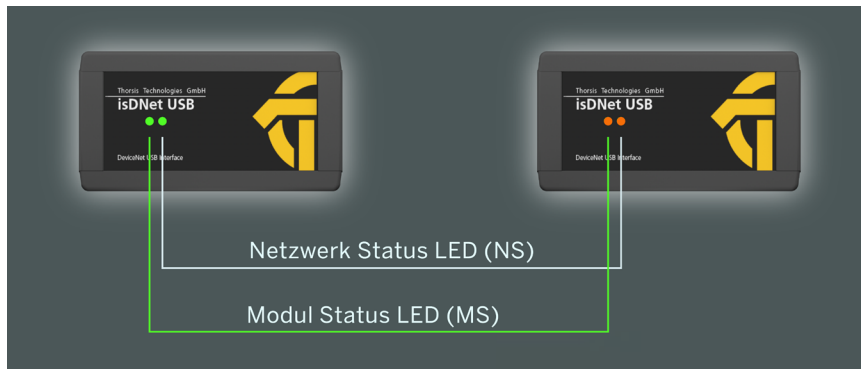 Thorsis Technologies GmbH
isDNet USB
DeviceNet USB Interface
Thorsis Technologies GmbH
isDNet USB
DeviceNet USB Interface
Netzwerk Status LED (NS)
Modul Status LED (MS)